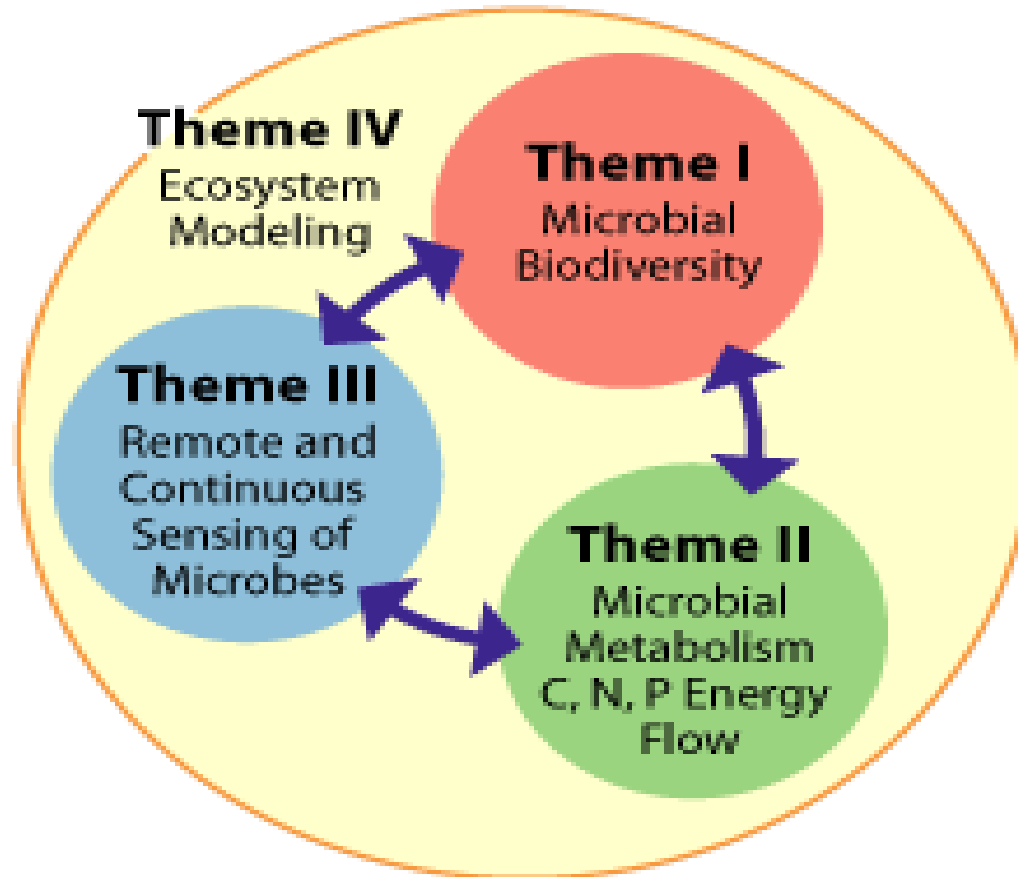 Theme IV
Ecosystem
Modeling
Theme I
Microbial
Biodiversity
Theme III
Remote and
Continuous
Sensing of
Microbes
Theme II
Microbial
Metabolism
C, N, P Energy
Flow